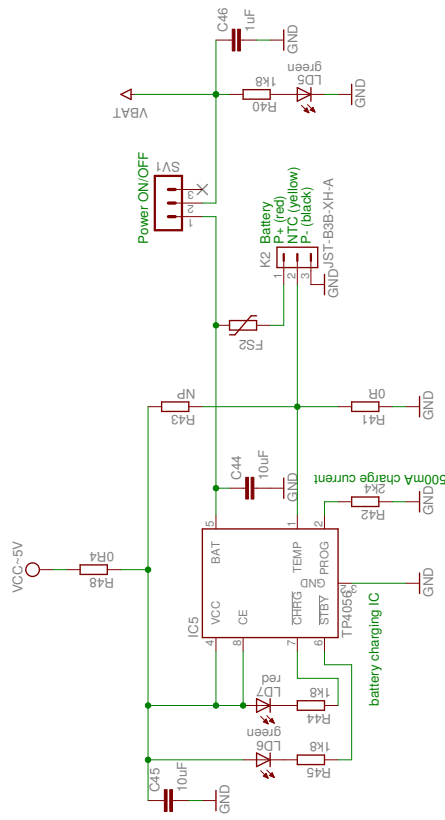 C46
1uF
GND
VBAT
R40
1k8
LD5
green
GND
Power ON/OFF
SV1
1
2
3
K2
Battery
P+ (red)
NTC (yellow)
P- (black)
JST-B3B-XH-A
1
2
3
GND
FS2
R43
NP
R41
0R
GND
C44
10uF
GND
500mA charge current
R42
2k4
GND
VCC~5V
R48
0R4
IC5
BAT
5
VCC
4
CE
8
TEMP
1
PROG
2
GND
3
CHRG
7
STBY
6
TP4056
GND
battery charging IC
LD7
red
R44
1k8
LD6
green
R45
1k8
C45
10uF
GND